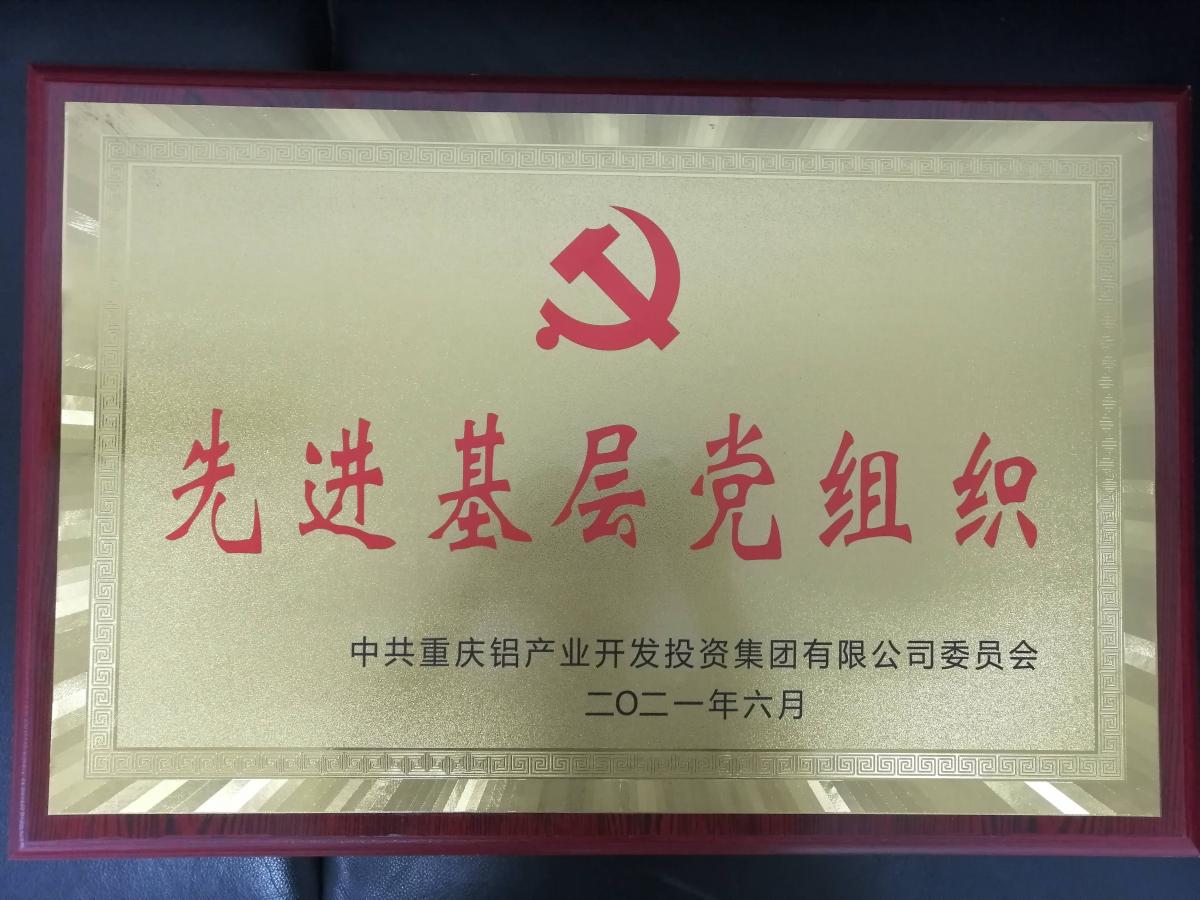 先进基层党组织
中共重庆铝产业开发投资集团有限公司委员会
二〇二一年六月